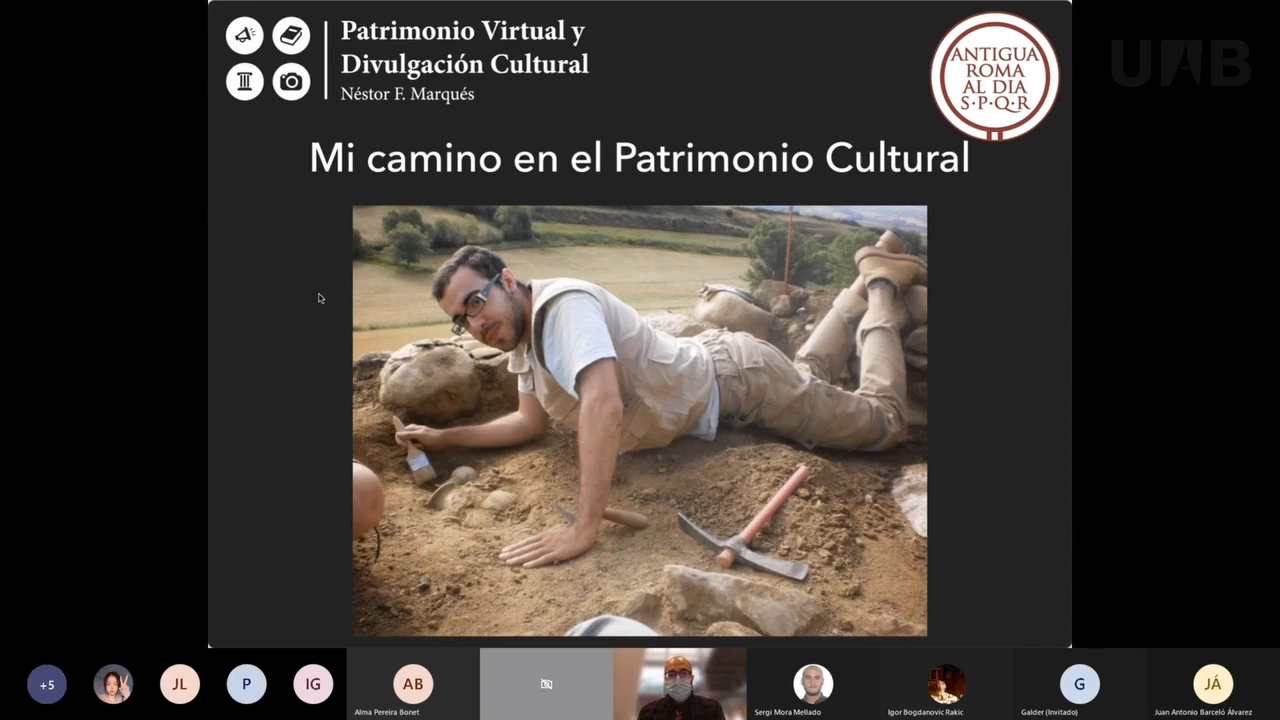 Patrimonio Virtual y
Divulgación Cultural
Néstor F. Marqués
ANTIGUA
ROMA
AL DIA
S·P·Q·R
UAB
Mi camino en el Patrimonio Cultural
+5
JL
P
IG
AB
G
JÁ
Alma Pereira Bonet
Sergi Mora Mellado
Igor Bogdanovic Rakic
Galder (Invitado)
Juan Antonio Barceló Álvarez